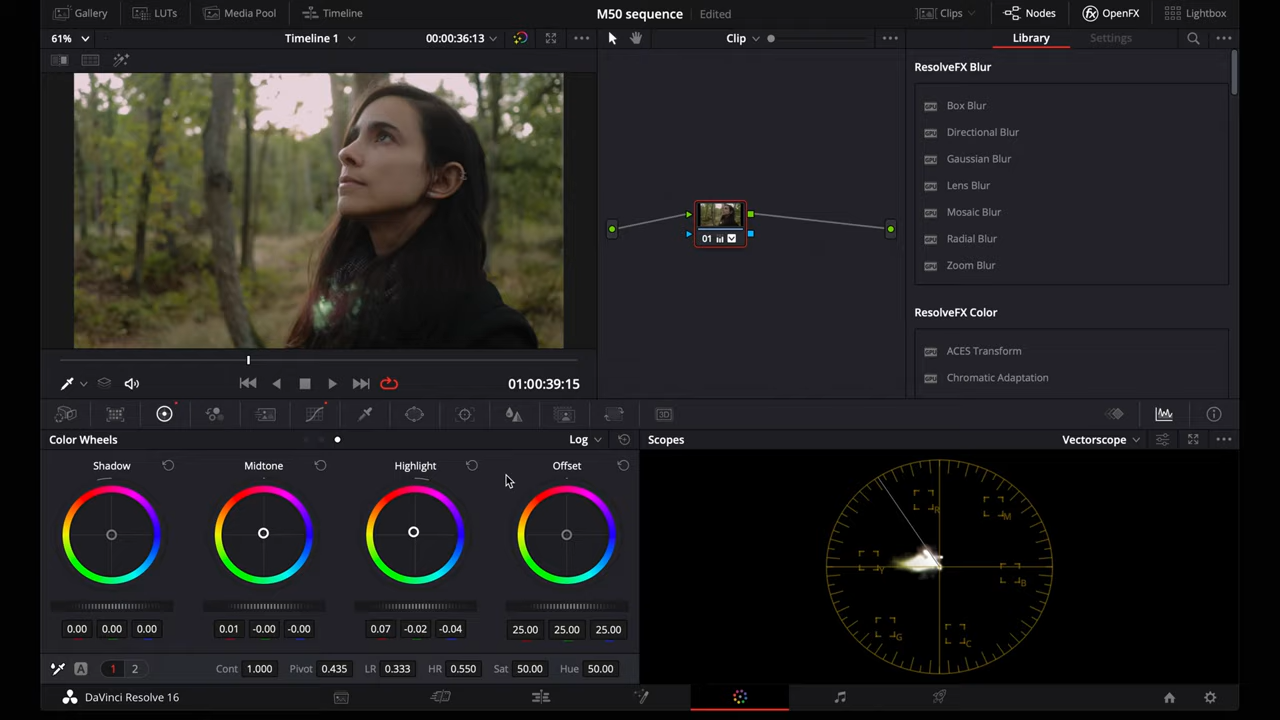 Gallery LUTs Media Pool Timeline M50 sequence Edited Clips Nodes OpenFX Lightbox
61% Timeline 1 00:00:36:13 Clip Library Settings
ResolveFX Blur
Box Blur
Directional Blur
Gaussian Blur
Lens Blur
Mosaic Blur
Radial Blur
Zoom Blur
01
ResolveFX Color
ACES Transform
Chromatic Adaptation
01:00:39:15
3D
Color Wheels Log Scopes Vectorscope
Shadow Midtone Highlight Offset
R M
Y B
G C
0.00 0.00 0.00 0.01 -0.00 -0.00 0.07 -0.02 -0.04 25.00 25.00 25.00
A 1 2 Cont 1.000 Pivot 0.435 LR 0.333 HR 0.550 Sat 50.00 Hue 50.00
DaVinci Resolve 16